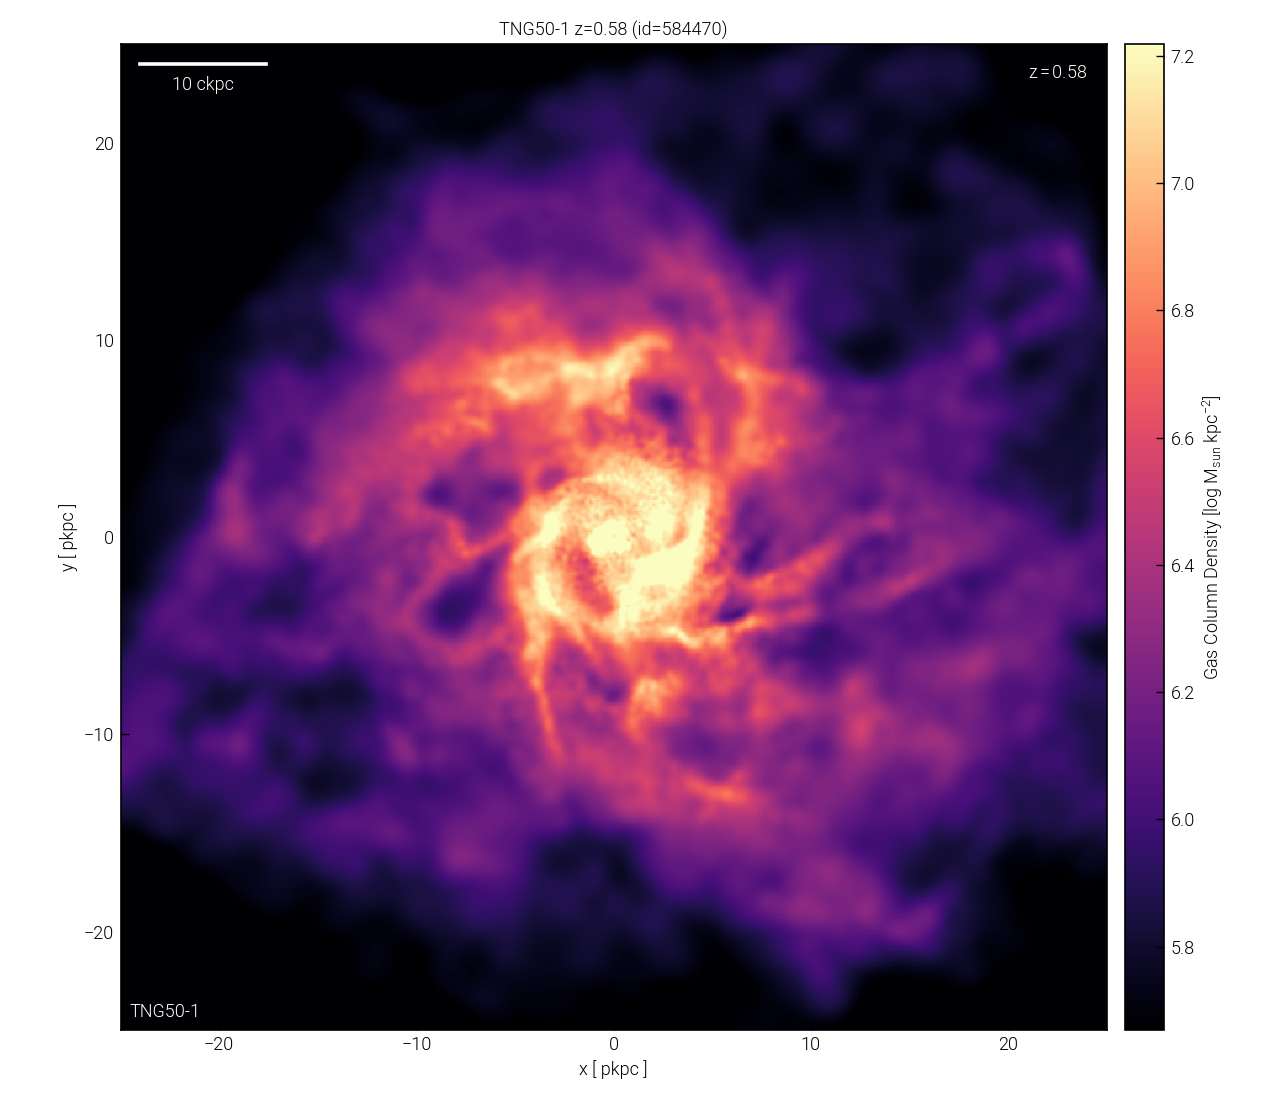 TNG50-1 z=0.58 (id=584470)
10 ckpc
z=0.58
TNG50-1
20
10
0
−10
−20
y [ pkpc ]
−20
−10
0
10
20
x [ pkpc ]
7.2
7.0
6.8
6.6
6.4
6.2
6.0
5.8
Gas Column Density [log M_sun kpc⁻²]